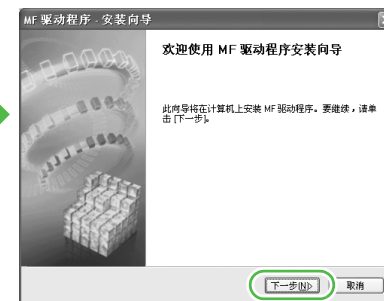 MF 驱动程序 - 安装向导
欢迎使用 MF 驱动程序安装向导
此向导将在计算机上安装 MF 驱动程序。要继续，请单
击 [下一步]。
下一步(N)>
取消